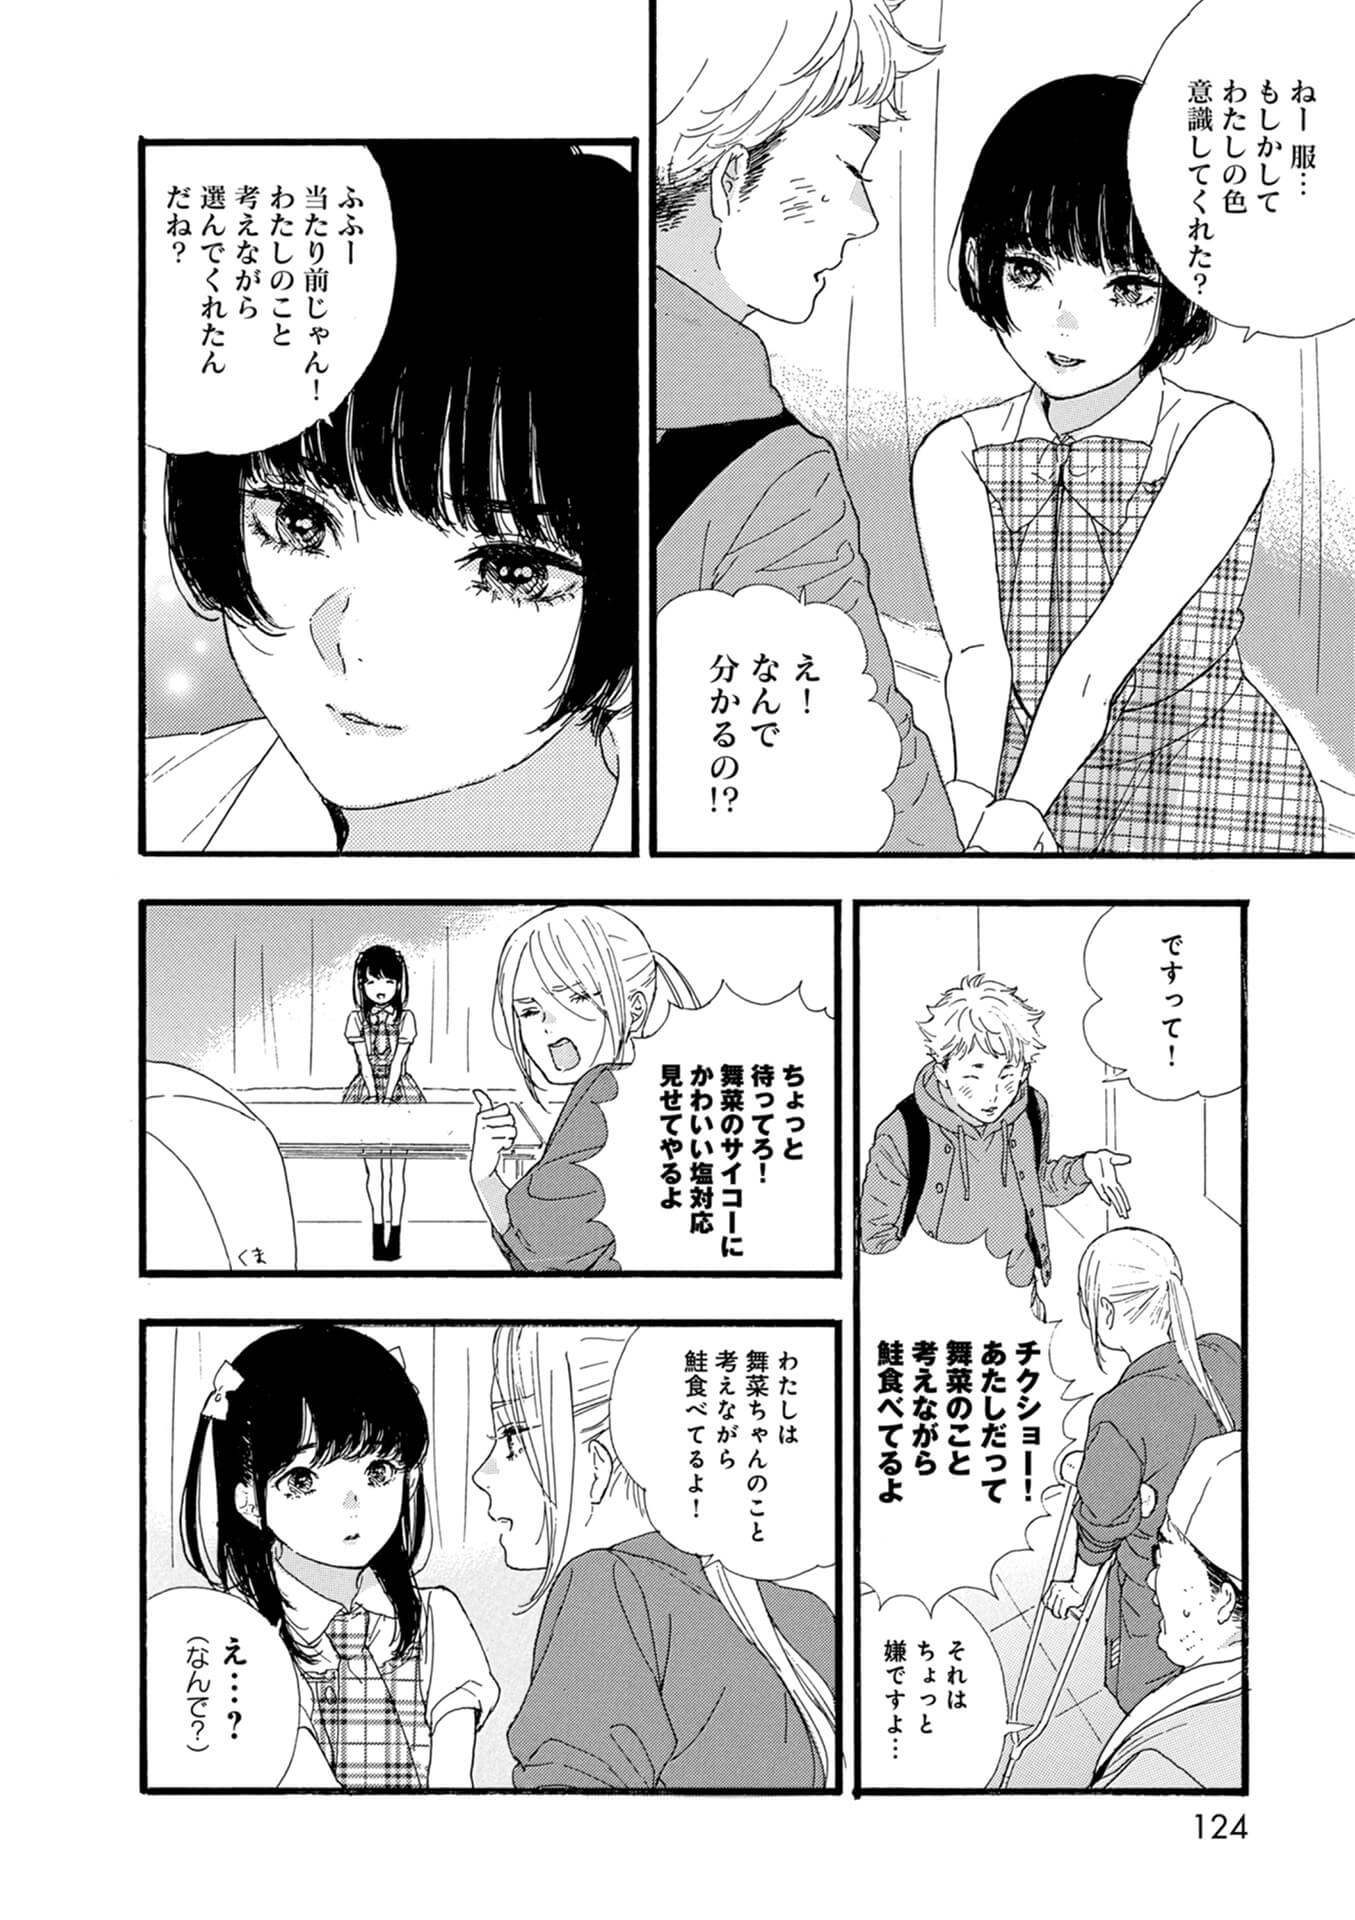 ねー服…
もしかして
わたしの色
意識してくれた？
え！
なんで
分かるの！？
ふふー
当たり前じゃん！
わたしのこと
考えながら
選んでくれたん
だね？
ですって！
チクショー！
あたしだって
舞菜のこと
考えながら
鮭食べてるよ
それは
ちょっと
嫌ですよ…
ちょっと
待ってろ！
舞菜のサイコーに
かわいい塩対応
見せてやるよ
くま
わたしは
舞菜ちゃんのこと
考えながら
鮭食べてるよ！
え…？
（なんで？）
124